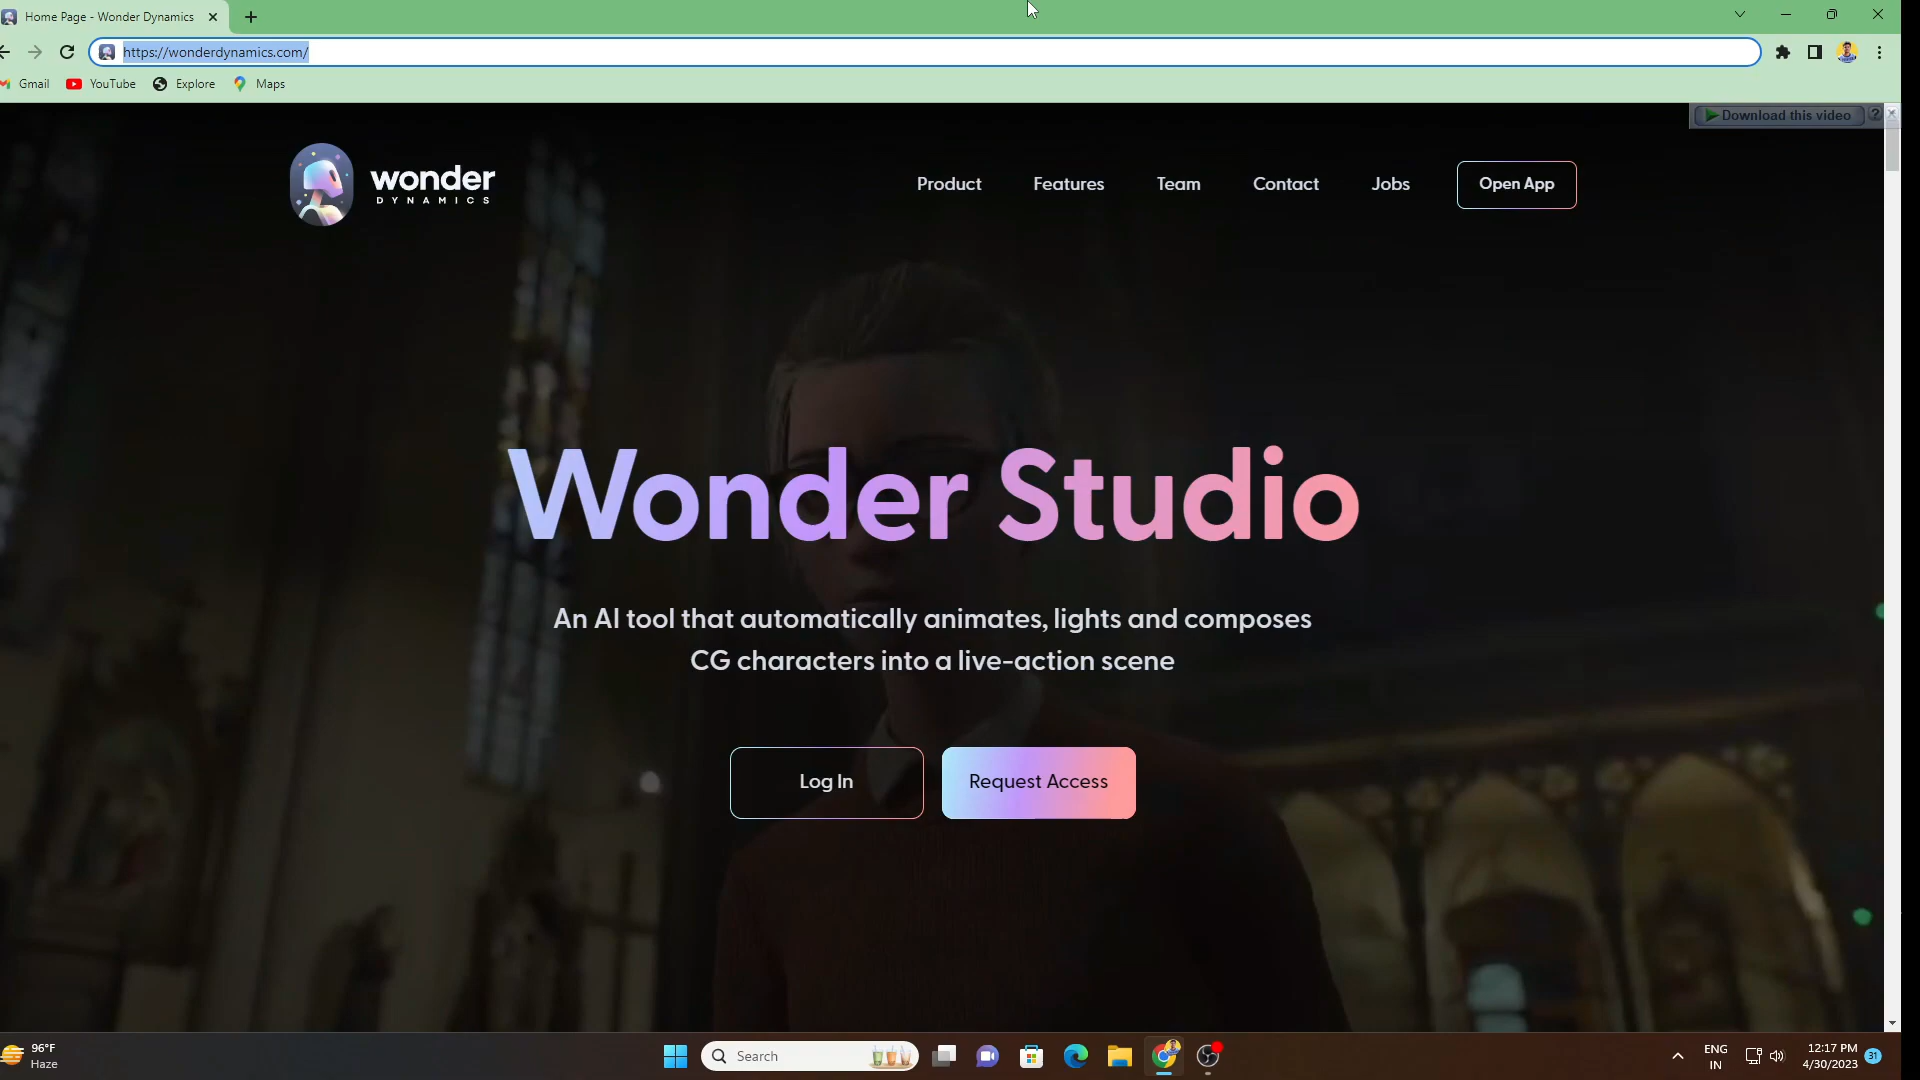 Home Page - Wonder Dynamics
https://wonderdynamics.com/
Gmail
YouTube
Explore
Maps
Download this video
?
wonder
DYNAMICS
Product
Features
Team
Contact
Jobs
Open App
Wonder Studio
An AI tool that automatically animates, lights and composes
CG characters into a live-action scene
Log In
Request Access
96°F
Haze
Search
ENG
IN
12:17 PM
4/30/2023
31